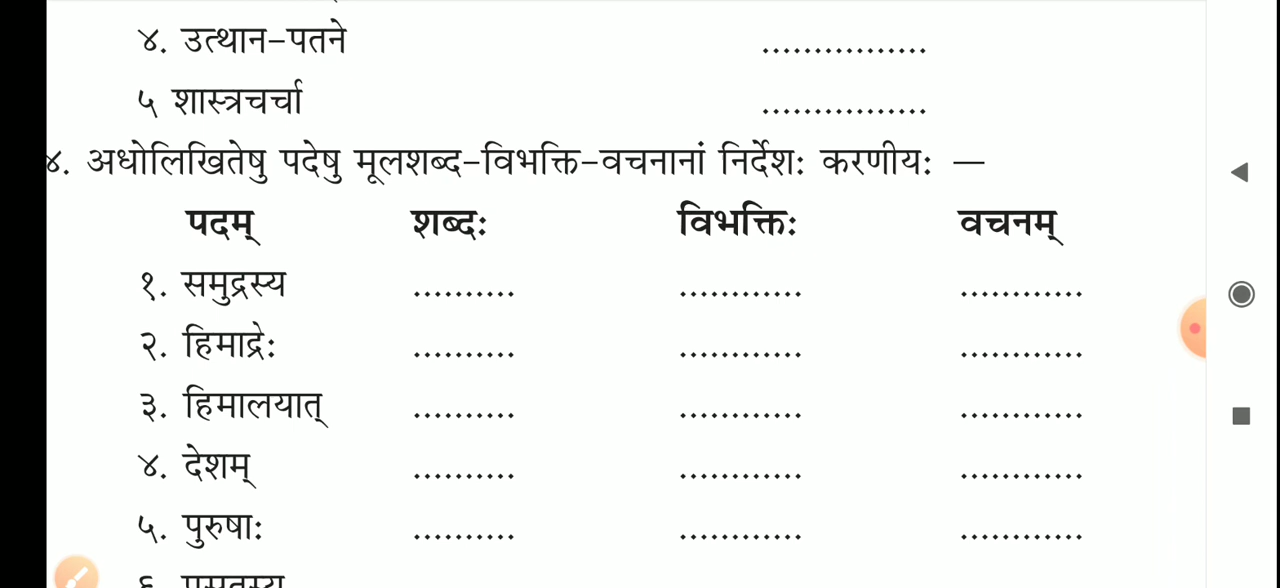 ४. उत्थान-पतने ................
५ शास्त्रचर्चा ................
४. अधोलिखितेषु पदेषु मूलशब्द-विभक्ति-वचनानां निर्देशः करणीयः —
पदम् शब्दः विभक्तिः वचनम्
१. समुद्रस्य .......... ............ ............
२. हिमाद्रेः .......... ............ ............
३. हिमालयात् .......... ............ ............
४. देशम् .......... ............ ............
५. पुरुषाः .......... ............ ............